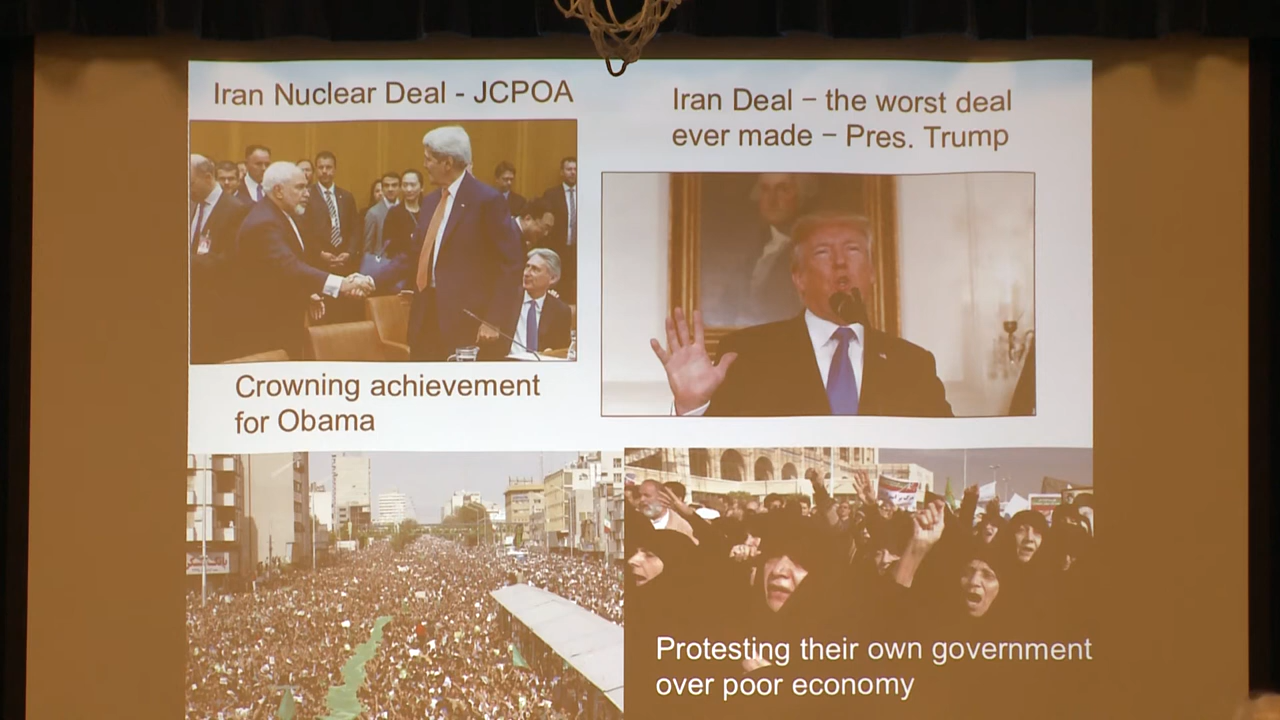 Iran Nuclear Deal - JCPOA
Iran Deal – the worst deal
ever made – Pres. Trump
Crowning achievement
for Obama
Protesting their own government
over poor economy